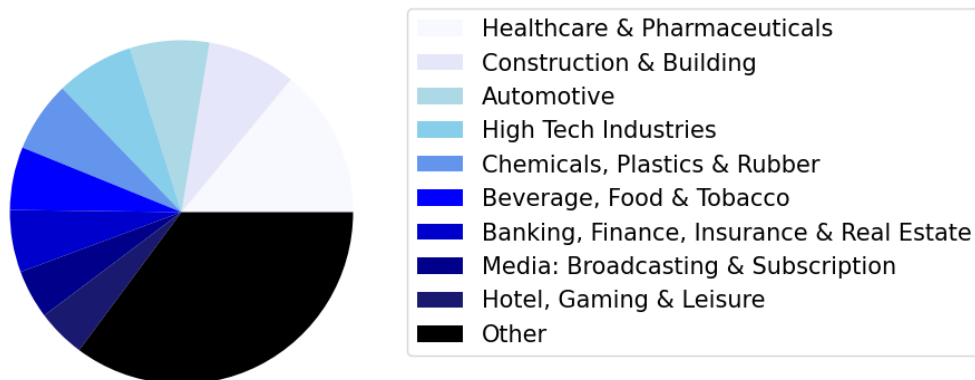 Healthcare & Pharmaceuticals
Construction & Building
Automotive
High Tech Industries
Chemicals, Plastics & Rubber
Beverage, Food & Tobacco
Banking, Finance, Insurance & Real Estate
Media: Broadcasting & Subscription
Hotel, Gaming & Leisure
Other